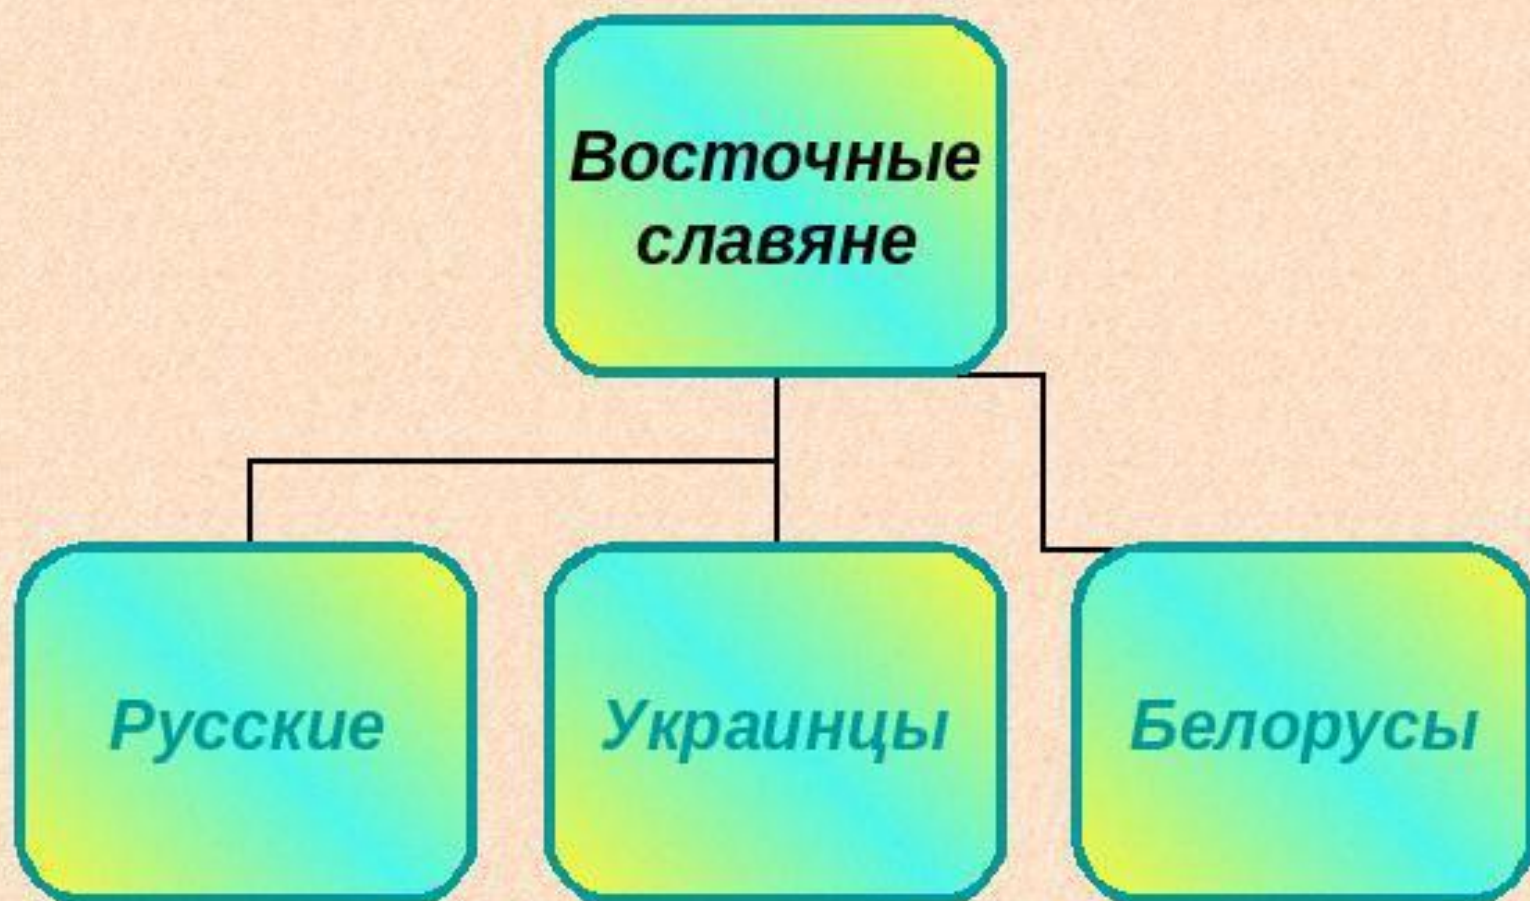 Восточные
славяне
Русские
Украинцы
Белорусы